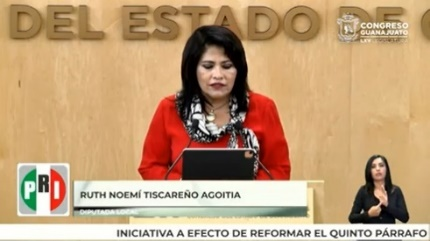 DEL ESTADO DE
CONGRESO
GUANAJUATO
PRI
RUTH NOEMÍ TISCAREÑO AGOITIA
DIPUTADA LOCAL
INICIATIVA A EFECTO DE REFORMAR EL QUINTO PÁRRAFO